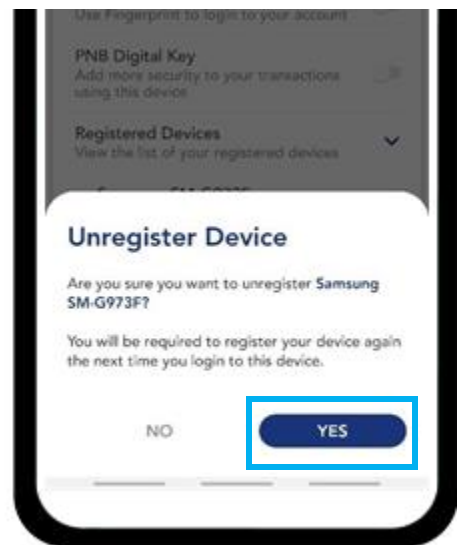 Use Fingerprint to login to your account
PNB Digital Key
Add more security to your transactions
using this device
Registered Devices
View the list of your registered devices
Unregister Device
Are you sure you want to unregister Samsung
SM-G973F?
You will be required to register your device again
the next time you login to this device.
NO
YES